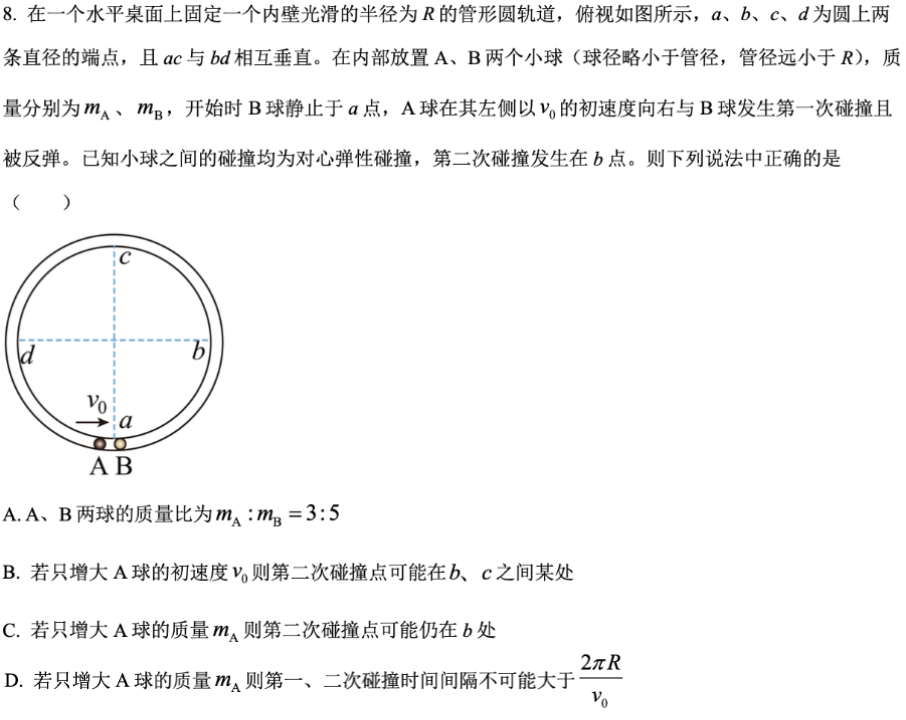 8. 在一个水平桌面上固定一个内壁光滑的半径为 R 的管形圆轨道，俯视如图所示，a、b、c、d 为圆上两
条直径的端点，且 ac 与 bd 相互垂直。在内部放置 A、B 两个小球（球径略小于管径，管径远小于 R），质
量分别为 m_A 、 m_B，开始时 B 球静止于 a 点，A 球在其左侧以 v_0 的初速度向右与 B 球发生第一次碰撞且
被反弹。已知小球之间的碰撞均为对心弹性碰撞，第二次碰撞发生在 b 点。则下列说法中正确的是
（　　）
c
d
b
v_0
a
A B
A. A、B 两球的质量比为 m_A : m_B = 3 : 5
B. 若只增大 A 球的初速度 v_0 则第二次碰撞点可能在 b、 c 之间某处
C. 若只增大 A 球的质量 m_A 则第二次碰撞点可能仍在 b 处
D. 若只增大 A 球的质量 m_A 则第一、二次碰撞时间间隔不可能大于 2πR/v_0